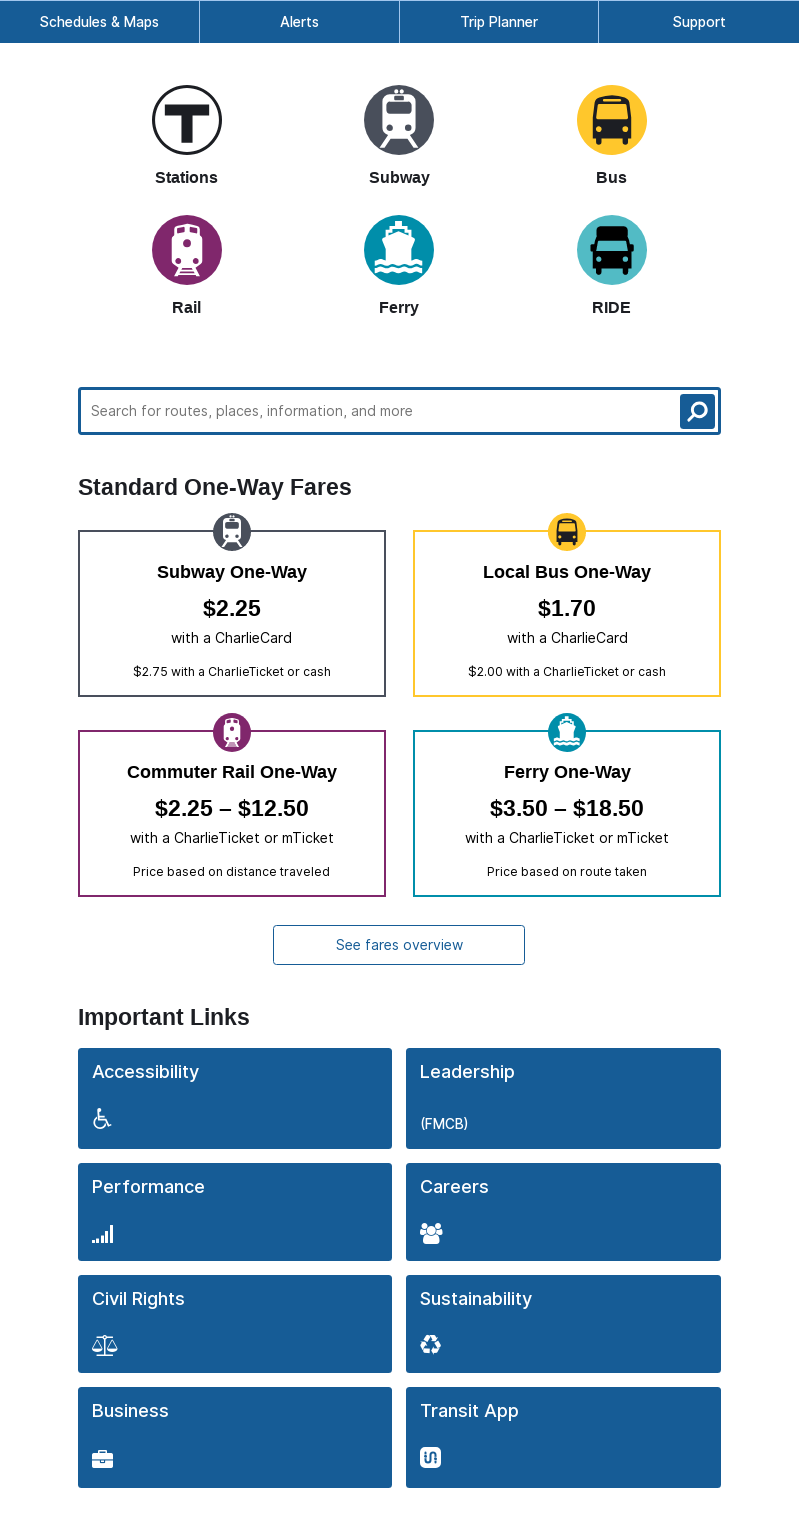 Schedules & Maps
Alerts
Trip Planner
Support
T
Stations
Subway
Bus
Rail
Ferry
RIDE
Search for routes, places, information, and more
Standard One-Way Fares
Subway One-Way
$2.25
with a CharlieCard
$2.75 with a CharlieTicket or cash
Local Bus One-Way
$1.70
with a CharlieCard
$2.00 with a CharlieTicket or cash
Commuter Rail One-Way
$2.25 – $12.50
with a CharlieTicket or mTicket
Price based on distance traveled
Ferry One-Way
$3.50 – $18.50
with a CharlieTicket or mTicket
Price based on route taken
See fares overview
Important Links
Accessibility
Leadership
(FMCB)
Performance
Careers
Civil Rights
Sustainability
Business
Transit App